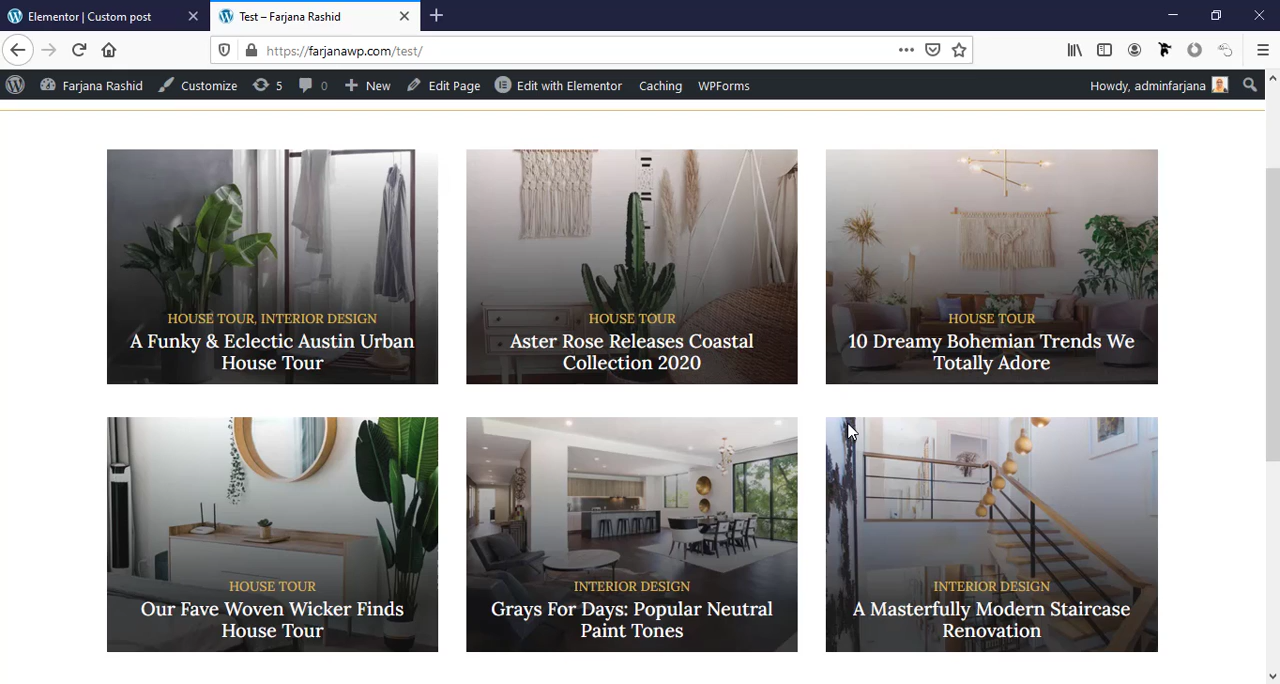 Elementor | Custom post
Test – Farjana Rashid
https://farjanawp.com/test/
Farjana Rashid Customize 5 0 New Edit Page Edit with Elementor Caching WPForms Howdy, adminfarjana
HOUSE TOUR, INTERIOR DESIGN
A Funky & Eclectic Austin Urban
House Tour
HOUSE TOUR
Aster Rose Releases Coastal
Collection 2020
HOUSE TOUR
10 Dreamy Bohemian Trends We
Totally Adore
HOUSE TOUR
Our Fave Woven Wicker Finds
House Tour
INTERIOR DESIGN
Grays For Days: Popular Neutral
Paint Tones
INTERIOR DESIGN
A Masterfully Modern Staircase
Renovation